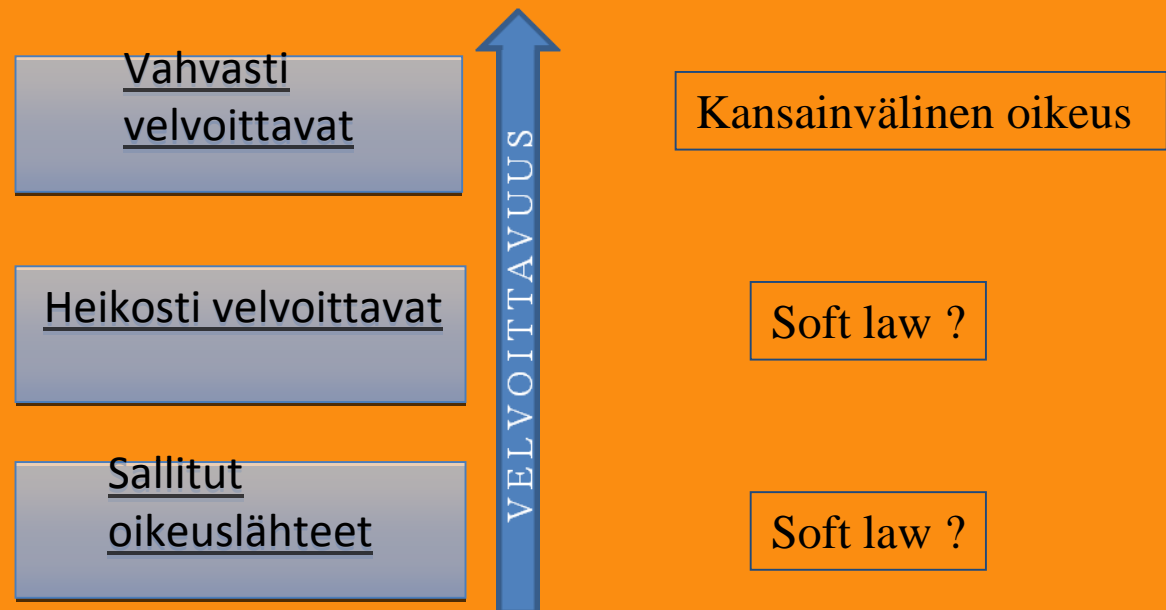 Vahvasti
velvoittavat
Kansainvälinen oikeus
VELVOITTAVUUS
Heikosti velvoittavat
Soft law ?
Sallitut
oikeuslähteet
Soft law ?